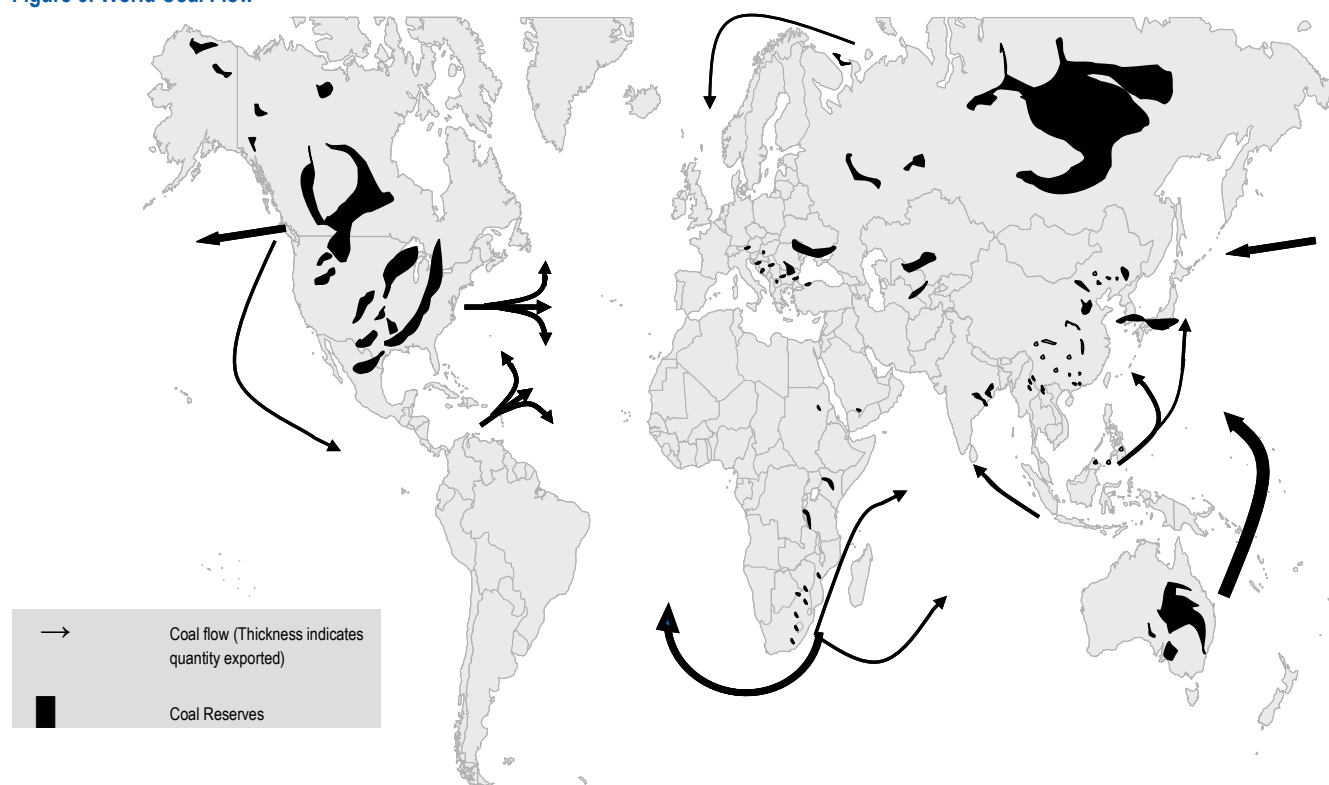 → Coal flow (Thickness indicates
quantity exported)
Coal Reserves